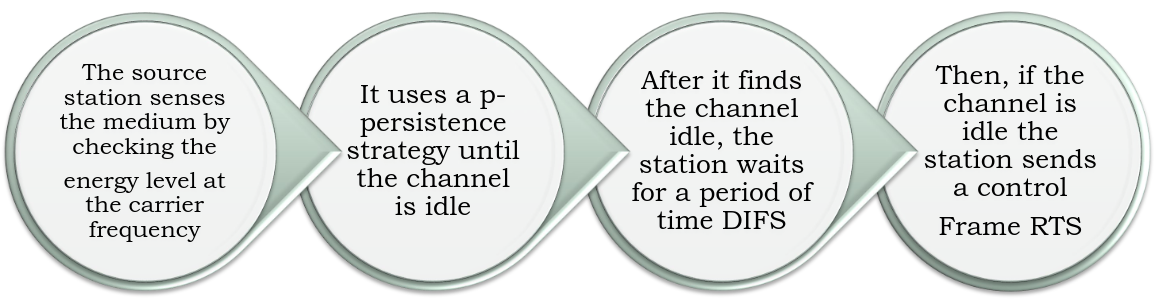 The source
station senses
the medium by
checking the
energy level at
the carrier
frequency
It uses a p-
persistence
strategy until
the channel
is idle
After it finds
the channel
idle, the
station waits
for a period of
time DIFS
Then, if the
channel is
idle the
station sends
a control
Frame RTS